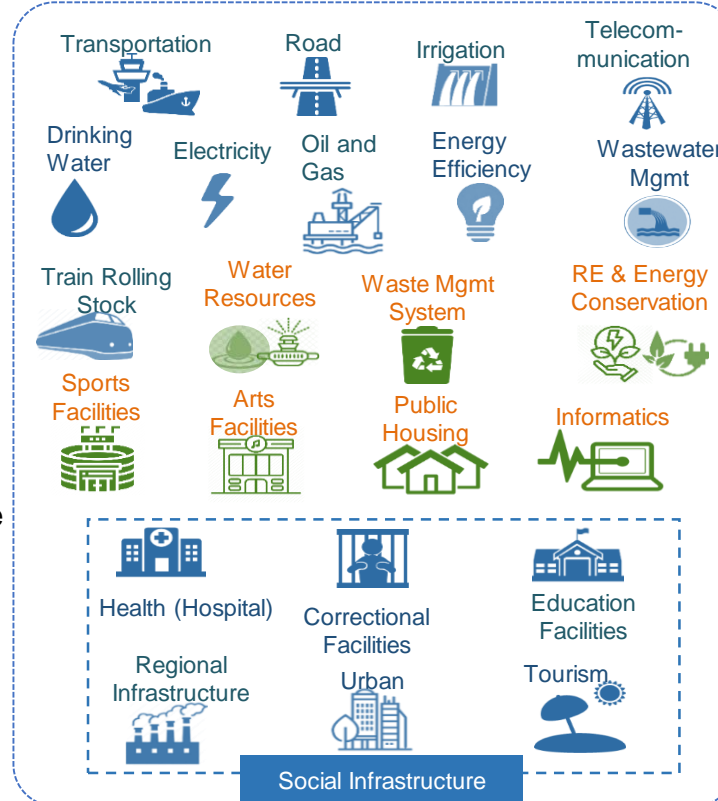 Transportation
Road
Irrigation
Telecom-
munication
Drinking
Water
Electricity
Oil and
Gas
Energy
Efficiency
Wastewater
Mgmt
Train Rolling
Stock
Water
Resources
Waste Mgmt
System
RE & Energy
Conservation
Sports
Facilities
Arts
Facilities
Public
Housing
Informatics
e
Health (Hospital)
Correctional
Facilities
Education
Facilities
Regional
Infrastructure
Urban
Tourism
Social Infrastructure